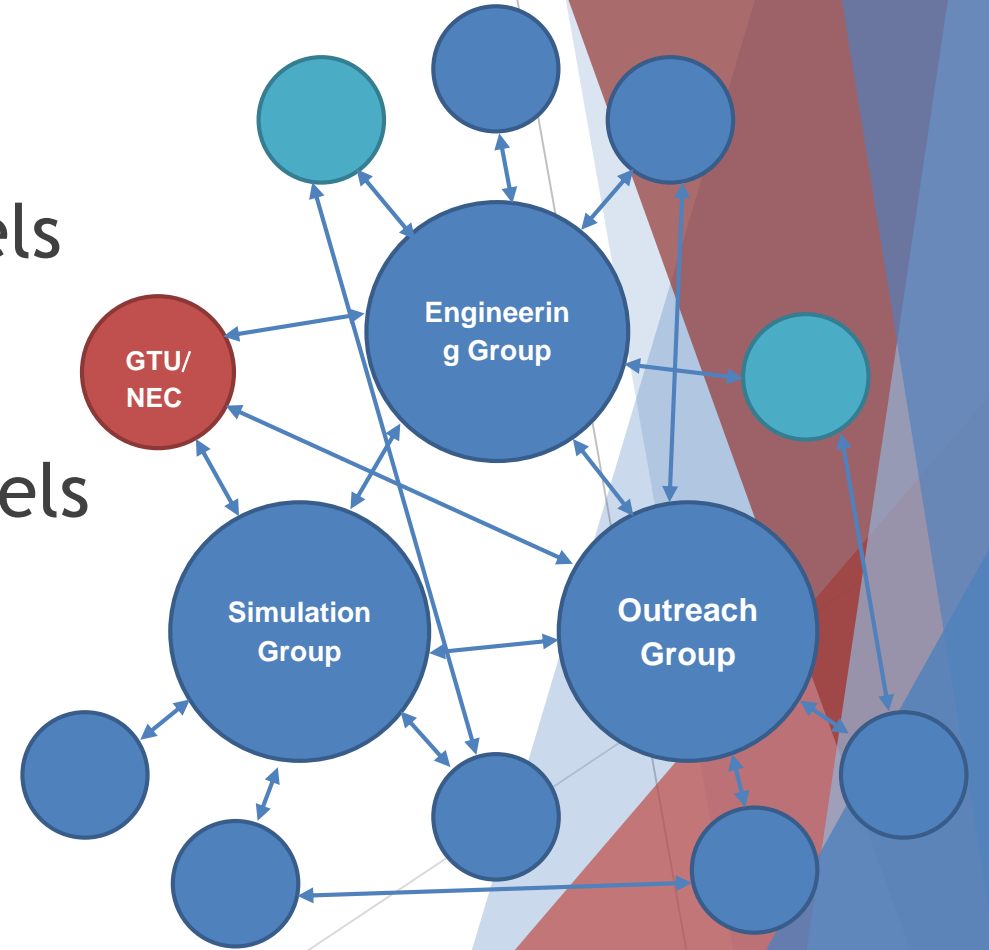 els
els
GTU/
NEC
Engineerin
g Group
Simulation
Group
Outreach
Group